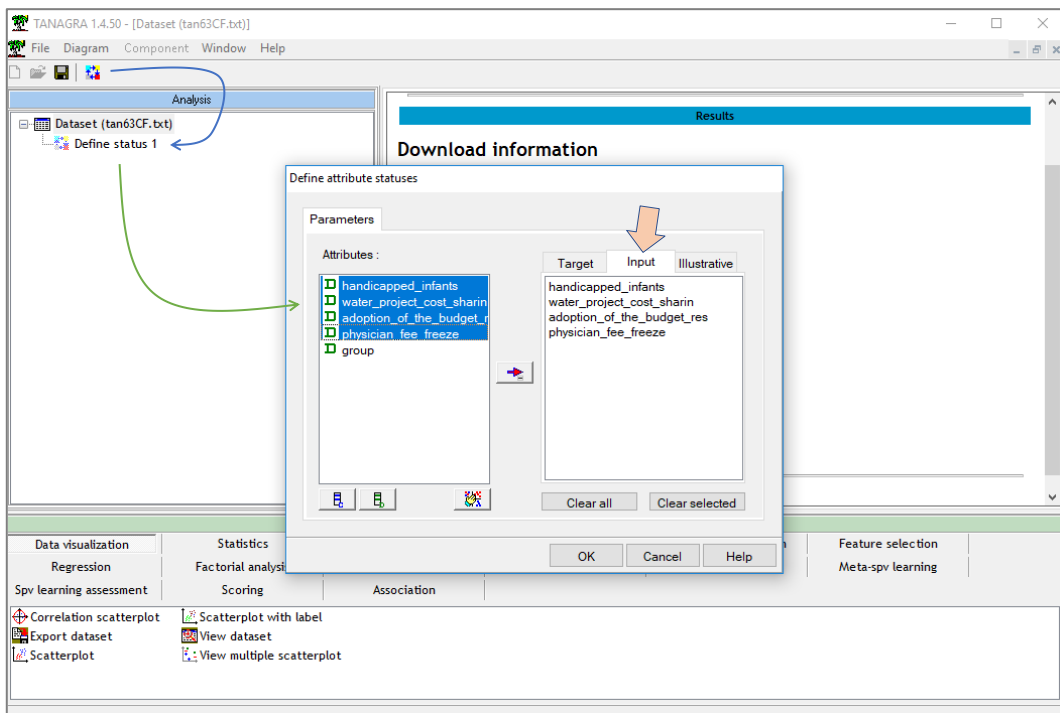 TANAGRA 1.4.50 - [Dataset (tan63CF.txt)]
File Diagram Component Window Help
Analysis
Dataset (tan63CF.txt)
Define status 1
Results
Download information
Define attribute statuses
Parameters
Attributes :
handicapped_infants
water_project_cost_sharin
adoption_of_the_budget_r
physician_fee_freeze
group
Target Input Illustrative
handicapped_infants
water_project_cost_sharin
adoption_of_the_budget_res
physician_fee_freeze
Clear all Clear selected
OK Cancel Help
Data visualization Statistics Feature selection
Regression Factorial analysi Meta-spv learning
Spv learning assessment Scoring Association
Correlation scatterplot Scatterplot with label
Export dataset View dataset
Scatterplot View multiple scatterplot